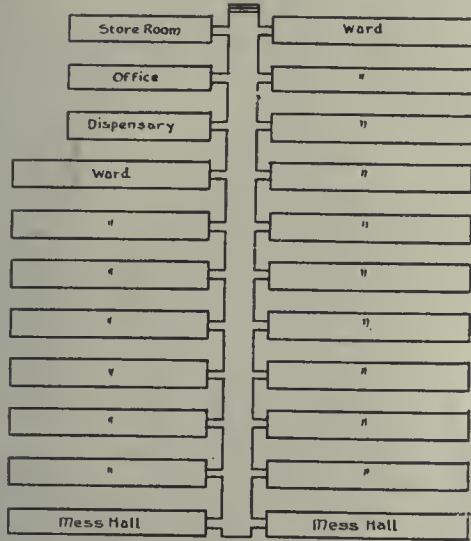 Store Room Ward
Office "
Dispensary "
Ward "
" "
" "
" "
" "
" "
" "
Mess Hall Mess Hall